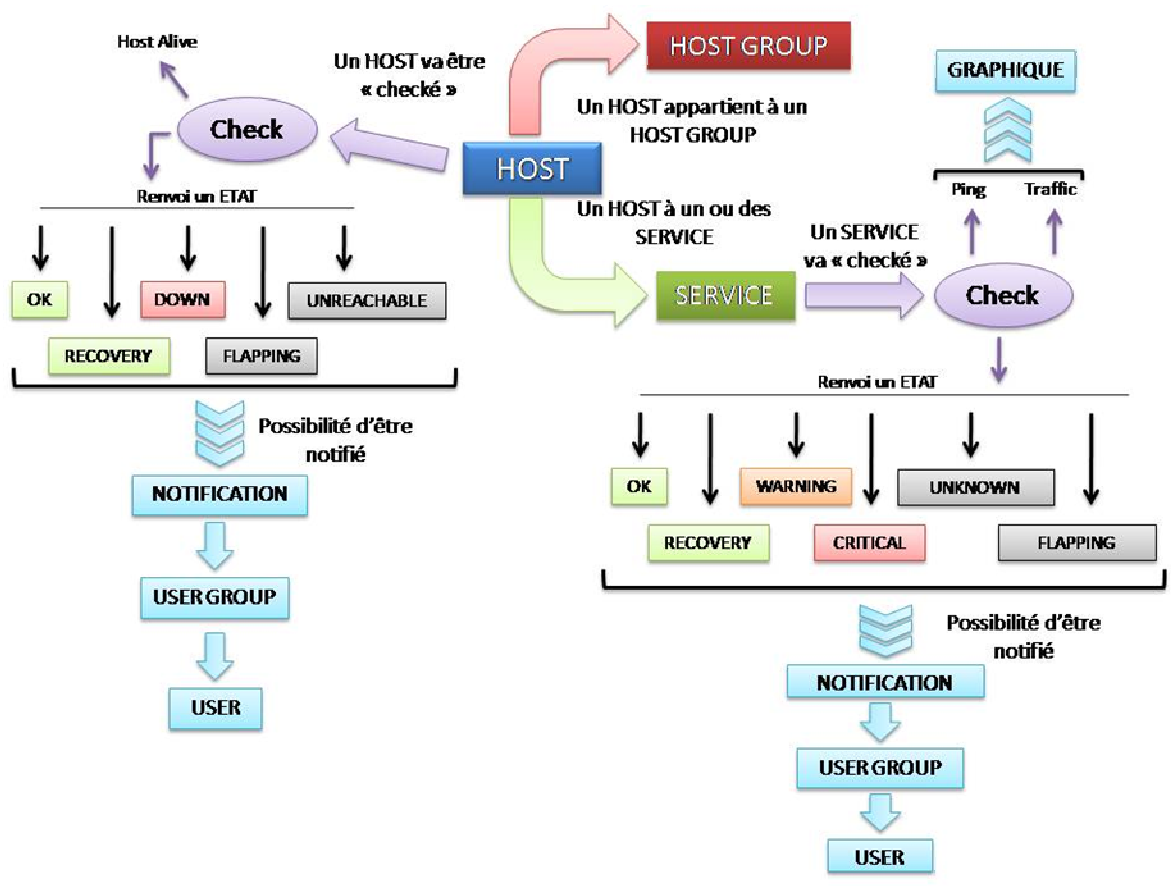 Host Alive
Un HOST va être
« checké »
Check
HOST GROUP
Un HOST appartient à un
HOST GROUP
GRAPHIQUE
HOST
Ping
Traffic
Renvoi un ETAT
Un HOST à un ou des
SERVICE
Un SERVICE
va « checké »
OK
DOWN
UNREACHABLE
SERVICE
Check
RECOVERY
FLAPPING
Renvoi un ETAT
Possibilité d'être
notifié
NOTIFICATION
USER GROUP
USER
OK
WARNING
UNKNOWN
RECOVERY
CRITICAL
FLAPPING
Possibilité d'être
notifié
NOTIFICATION
USER GROUP
USER